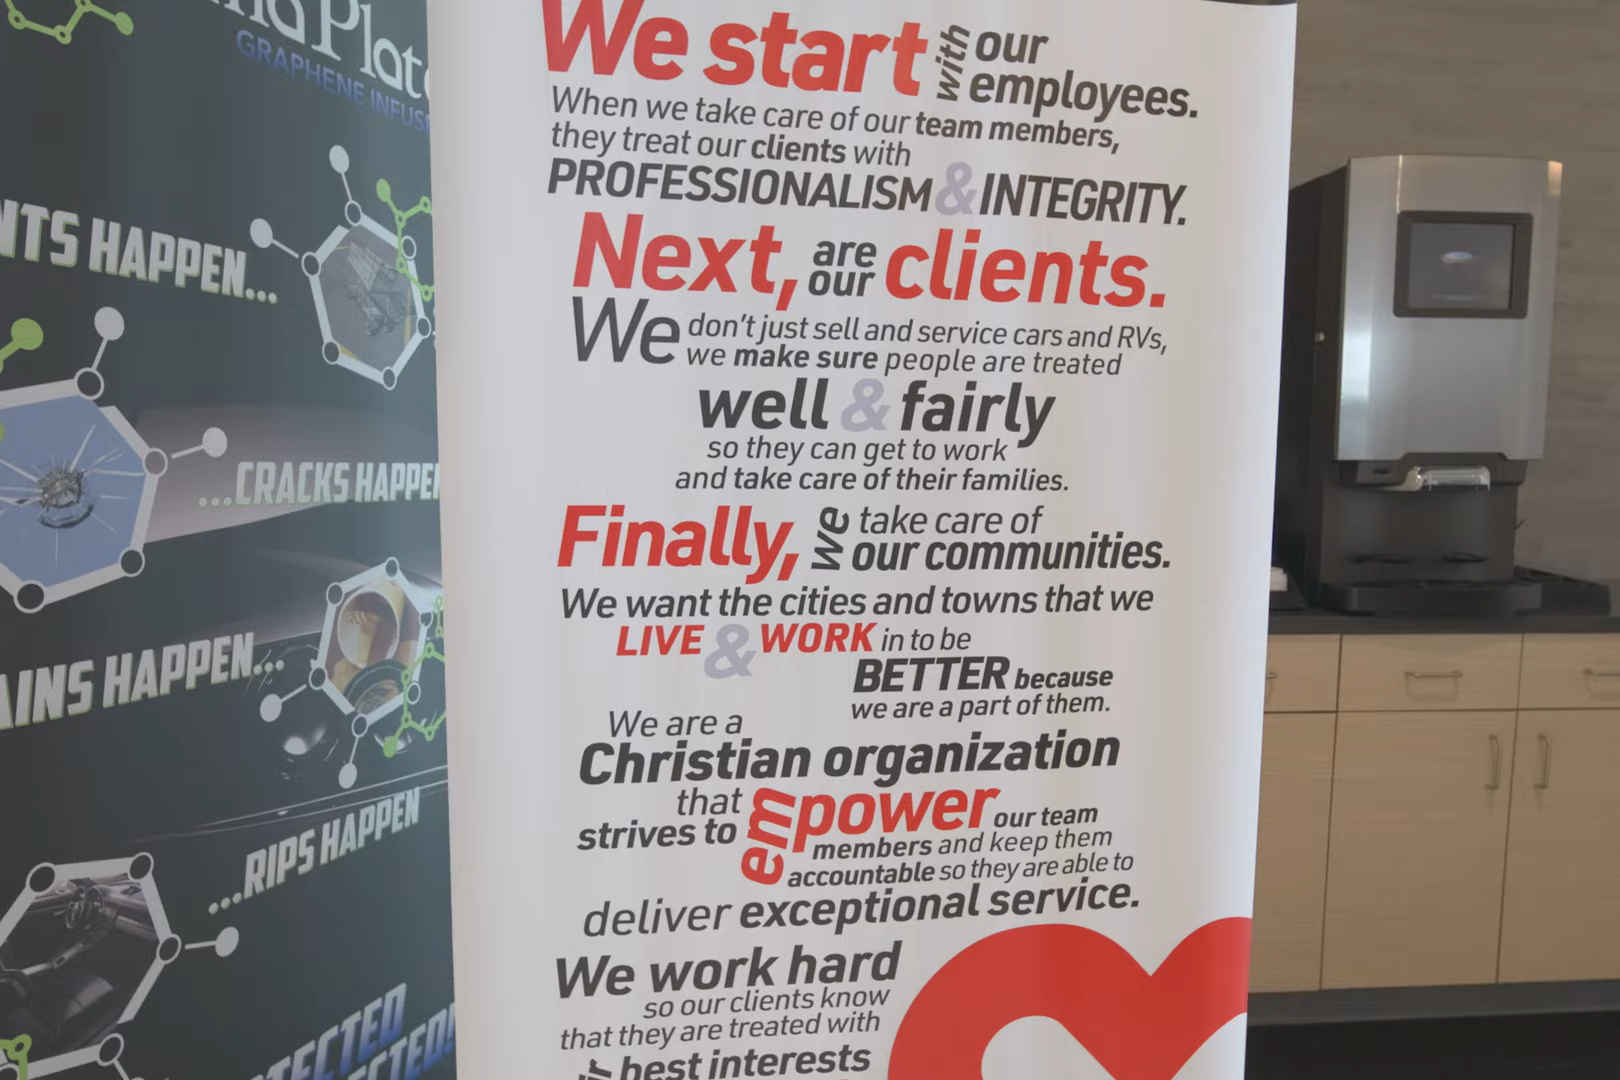 Plat
GRAPHENE INFUS
NTS HAPPEN...
...CRACKS HAPPE
AINS HAPPEN...
...RIPS HAPPEN
We start with our employees.
When we take care of our team members,
they treat our clients with
PROFESSIONALISM & INTEGRITY.
Next, are our clients.
We don't just sell and service cars and RVs,
we make sure people are treated
well & fairly
so they can get to work
and take care of their families.
Finally, we take care of
our communities.
We want the cities and towns that we
LIVE & WORK in to be
BETTER because
we are a part of them.
We are a
Christian organization
that
strives to empower our team
members and keep them
accountable so they are able to
deliver exceptional service.
We work hard
so our clients know
that they are treated with
best interests